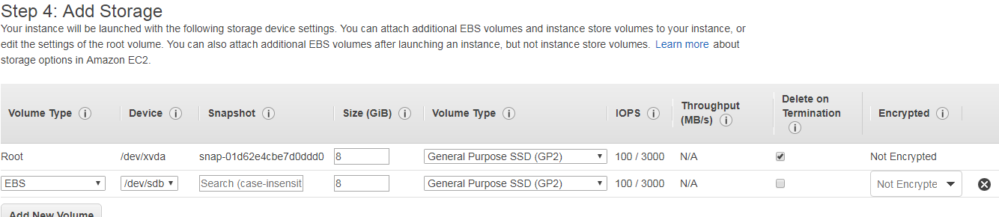 Step 4: Add Storage
Your instance will be launched with the following storage device settings. You can attach additional EBS volumes and instance store volumes to your instance, or
edit the settings of the root volume. You can also attach additional EBS volumes after launching an instance, but not instance store volumes. Learn more about
storage options in Amazon EC2.
Volume Type i Device i Snapshot i Size (GiB) i Volume Type i IOPS i Throughput (MB/s) i Delete on Termination i Encrypted i
Root /dev/xvda snap-01d62e4cbe7d0ddd0 8 General Purpose SSD (GP2) 100 / 3000 N/A Not Encrypted
EBS /dev/sdb Search (case-insensit 8 General Purpose SSD (GP2) 100 / 3000 N/A Not Encrypte
Add New Volume